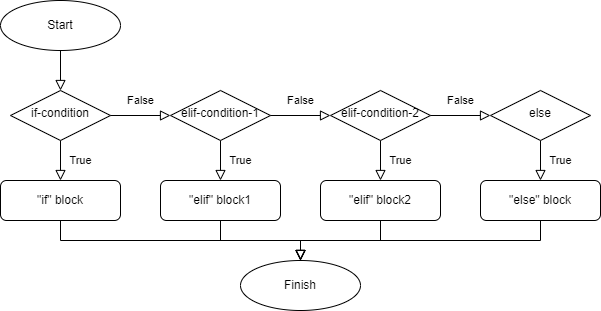 Start
False
False
False
if-condition
elif-condition-1
elif-condition-2
else
True
True
True
True
"if" block
"elif" block1
"elif" block2
"else" block
Finish